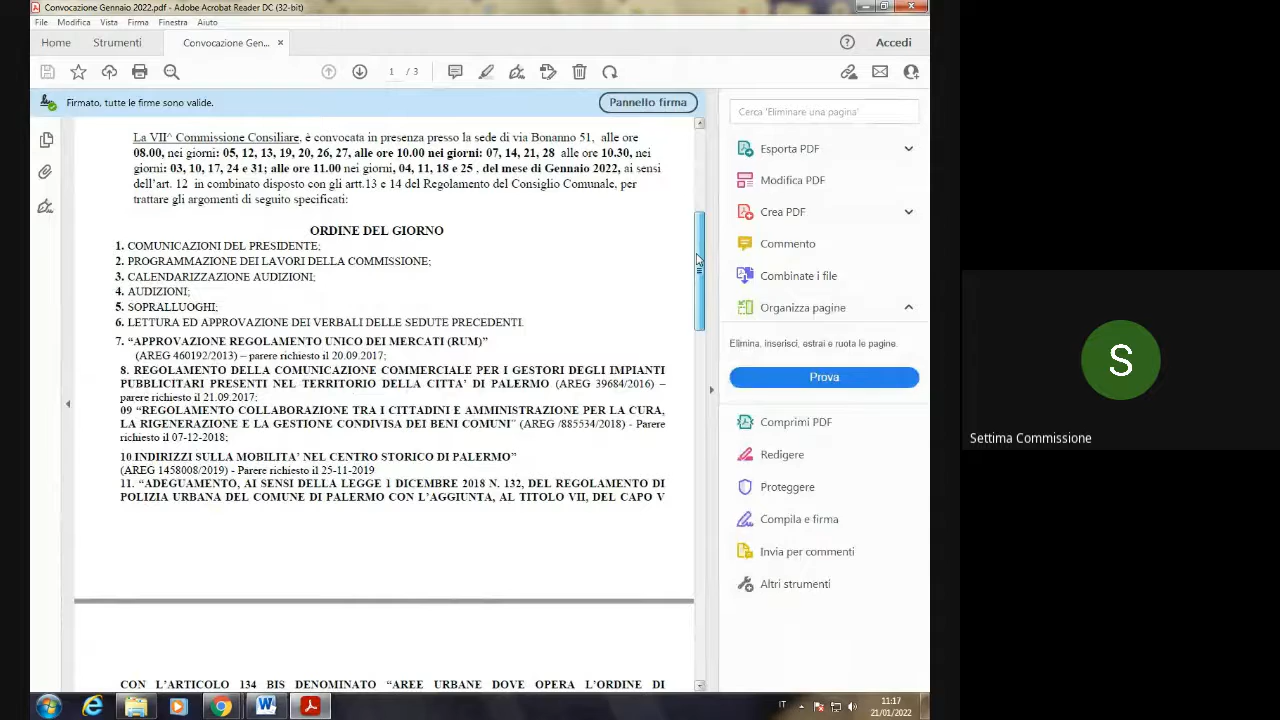 Convocazione Gennaio 2022.pdf - Adobe Acrobat Reader DC (32-bit)
File Modifica Vista Firma Finestra Aiuto
Home Strumenti Convocazione Gen... × Accedi
1 / 3
Firmato, tutte le firme sono valide.
Pannello firma
La VII^ Commissione Consiliare, è convocata in presenza presso la sede di via Bonanno 51, alle ore
08.00, nei giorni: 05, 12, 13, 19, 20, 26, 27, alle ore 10.00 nei giorni: 07, 14, 21, 28 alle ore 10.30, nei
giorni: 03, 10, 17, 24 e 31; alle ore 11.00 nei giorni, 04, 11, 18 e 25 , del mese di Gennaio 2022, ai sensi
dell'art. 12 in combinato disposto con gli artt.13 e 14 del Regolamento del Consiglio Comunale, per
trattare gli argomenti di seguito specificati:
ORDINE DEL GIORNO
1. COMUNICAZIONI DEL PRESIDENTE;
2. PROGRAMMAZIONE DEI LAVORI DELLA COMMISSIONE;
3. CALENDARIZZAZIONE AUDIZIONI;
4. AUDIZIONI;
5. SOPRALLUOGHI;
6. LETTURA ED APPROVAZIONE DEI VERBALI DELLE SEDUTE PRECEDENTI.
7. “APPROVAZIONE REGOLAMENTO UNICO DEI MERCATI (RUM)”
(AREG 460192/2013) – parere richiesto il 20.09.2017;
8. REGOLAMENTO DELLA COMUNICAZIONE COMMERCIALE PER I GESTORI DEGLI IMPIANTI
PUBBLICITARI PRESENTI NEL TERRITORIO DELLA CITTA’ DI PALERMO (AREG 39684/2016) –
parere richiesto il 21.09.2017;
09 “REGOLAMENTO COLLABORAZIONE TRA I CITTADINI E AMMINISTRAZIONE PER LA CURA,
LA RIGENERAZIONE E LA GESTIONE CONDIVISA DEI BENI COMUNI” (AREG /885534/2018) - Parere
richiesto il 07-12-2018;
10 INDIRIZZI SULLA MOBILITA’ NEL CENTRO STORICO DI PALERMO”
(AREG 1458008/2019) - Parere richiesto il 25-11-2019
11. “ADEGUAMENTO, AI SENSI DELLA LEGGE 1 DICEMBRE 2018 N. 132, DEL REGOLAMENTO DI
POLIZIA URBANA DEL COMUNE DI PALERMO CON L’AGGIUNTA, AL TITOLO VII, DEL CAPO V
CON L’ARTICOLO 134 BIS DENOMINATO “AREE URBANE DOVE OPERA L’ORDINE DI
Cerca 'Eliminare una pagina'
Esporta PDF
Modifica PDF
Crea PDF
Commento
Combinate i file
Organizza pagine
Elimina, inserisci, estrai e ruota le pagine.
Prova
Comprimi PDF
Redigere
Proteggere
Compila e firma
Invia per commenti
Altri strumenti
S
Settima Commissione
IT
11:17
21/01/2022